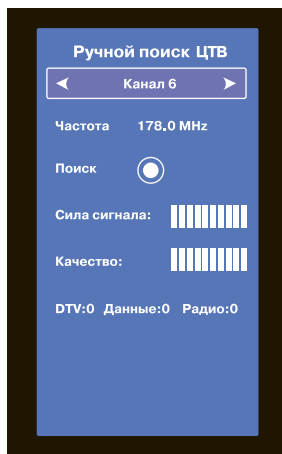 Ручной поиск ЦТВ
Канал 6
Частота 178.0 MHz
Поиск
Сила сигнала:
Качество:
DTV:0 Данные:0 Радио:0